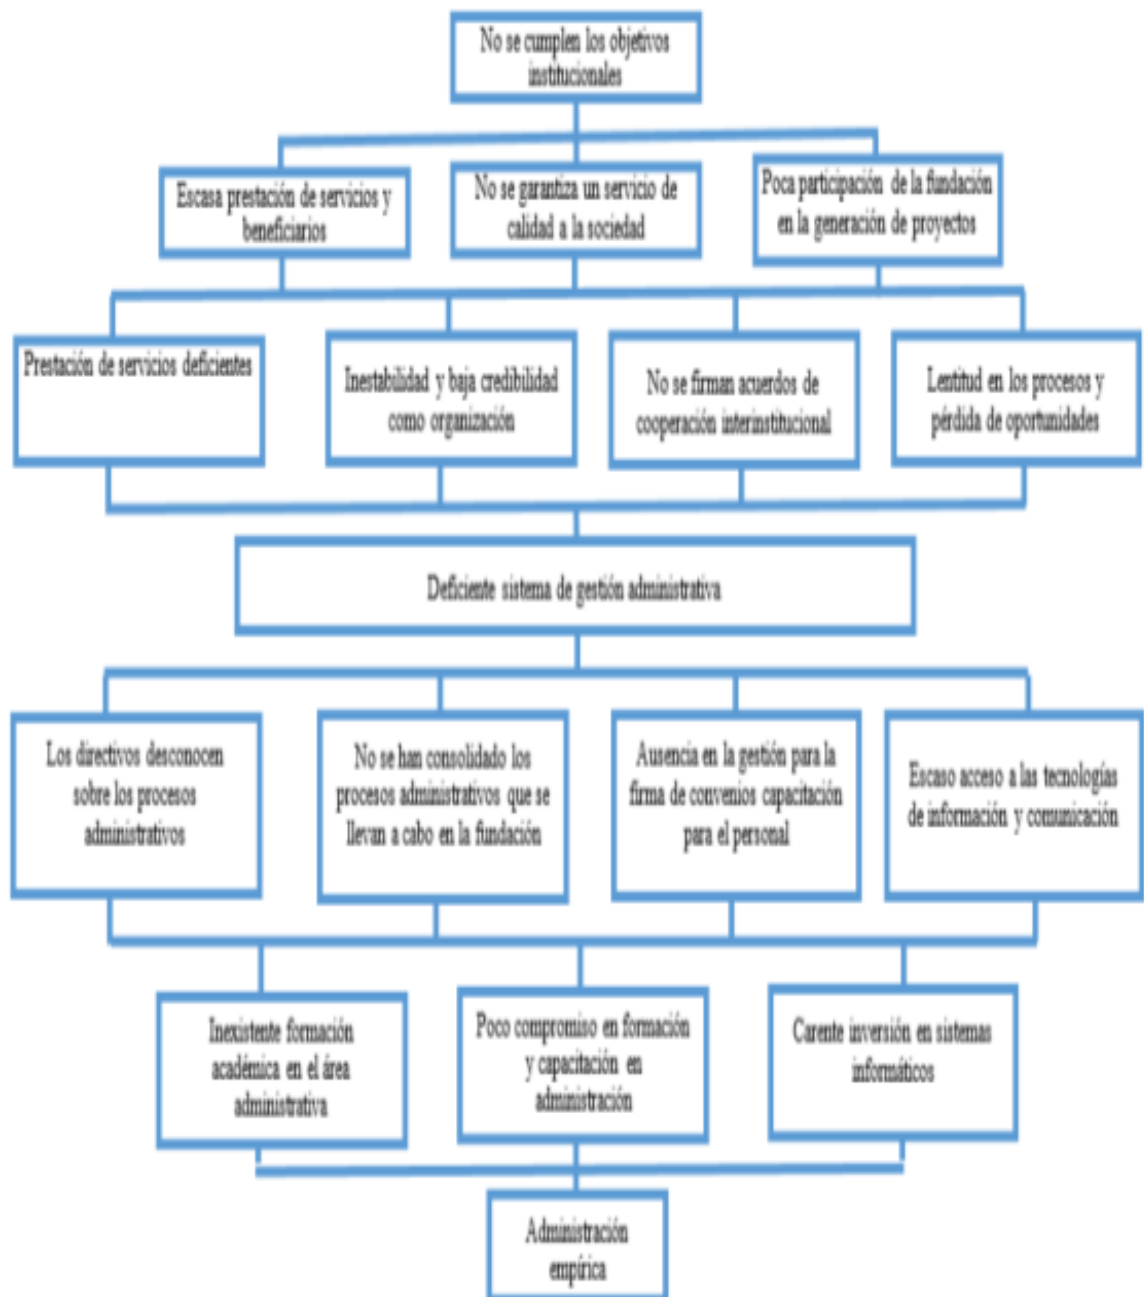 No se cumplen los objetivos
institucionales
Escasa prestación de servicios y
beneficiarios
No se garantiza un servicio de
calidad a la sociedad
Poca participación de la fundación
en la generación de proyectos
Prestación de servicios deficientes
Inestabilidad y baja credibilidad
como organización
No se firman acuerdos de
cooperación interinstitucional
Lentitud en los procesos y
pérdida de oportunidades
Deficiente sistema de gestión administrativa
Los directivos desconocen
sobre los procesos
administrativos
No se han consolidado los
procesos administrativos que se
llevan a cabo en la fundación
Ausencia en la gestión para la
firma de convenios capacitación
para el personal
Escaso acceso a las tecnologías
de información y comunicación
Inexistente formación
académica en el área
administrativa
Poco compromiso en formación
y capacitación en
administración
Carente inversión en sistemas
informáticos
Administración
empírica